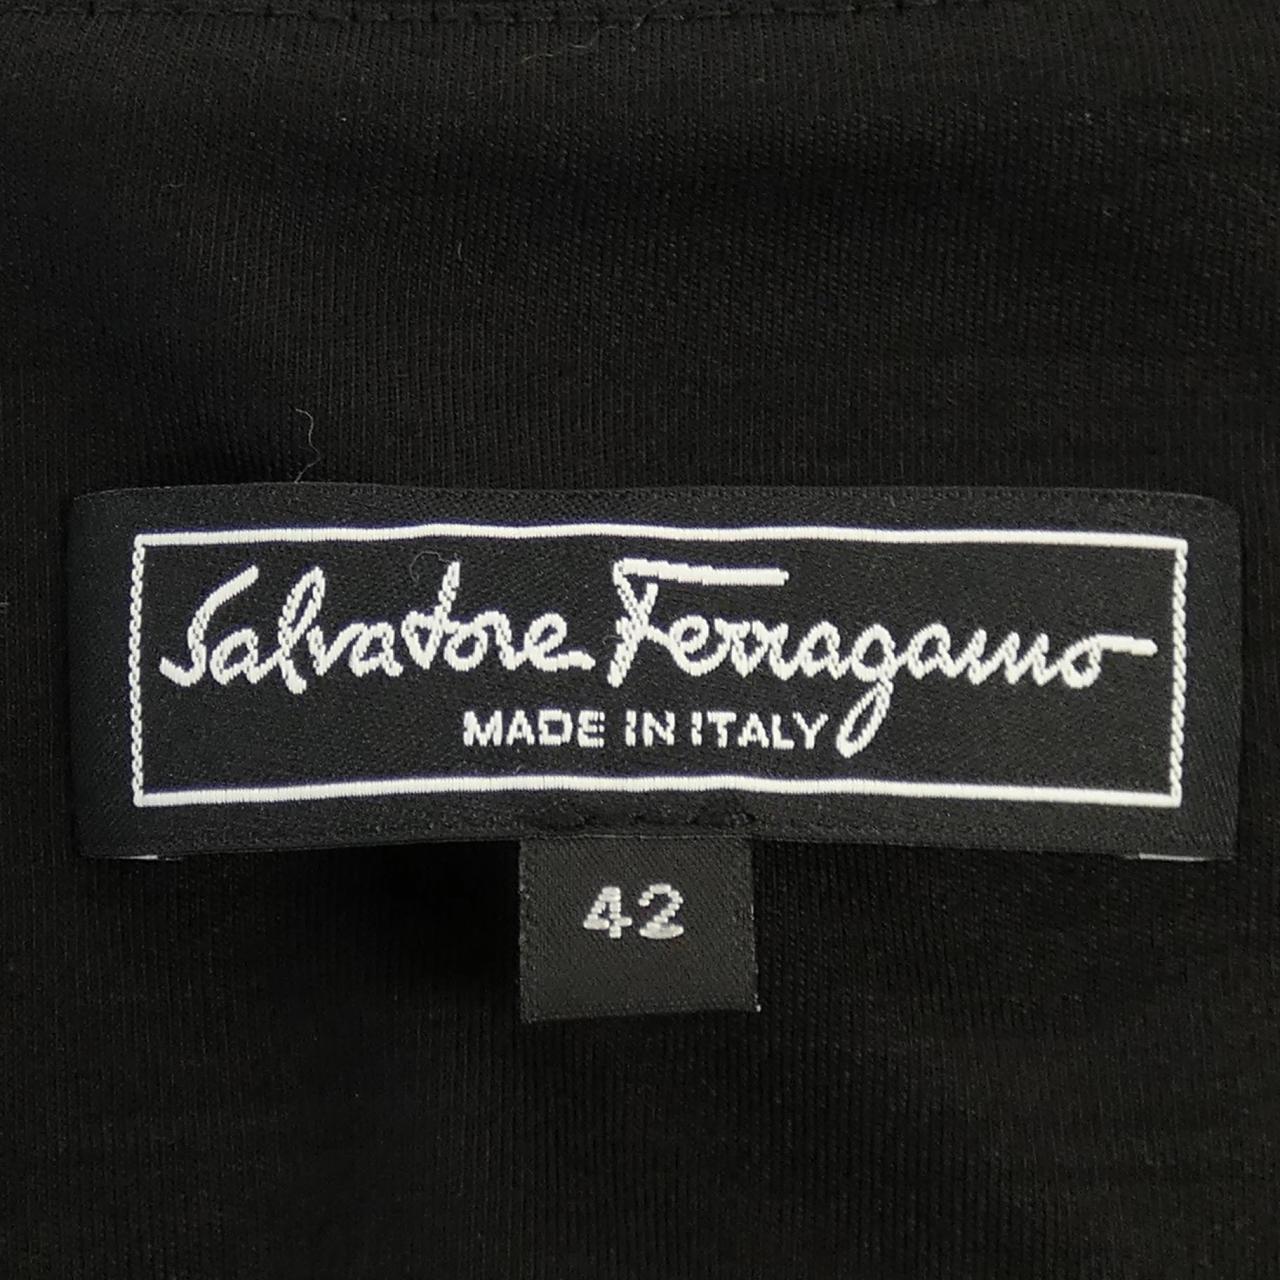 Salvatore Ferragamo
MADE IN ITALY
42